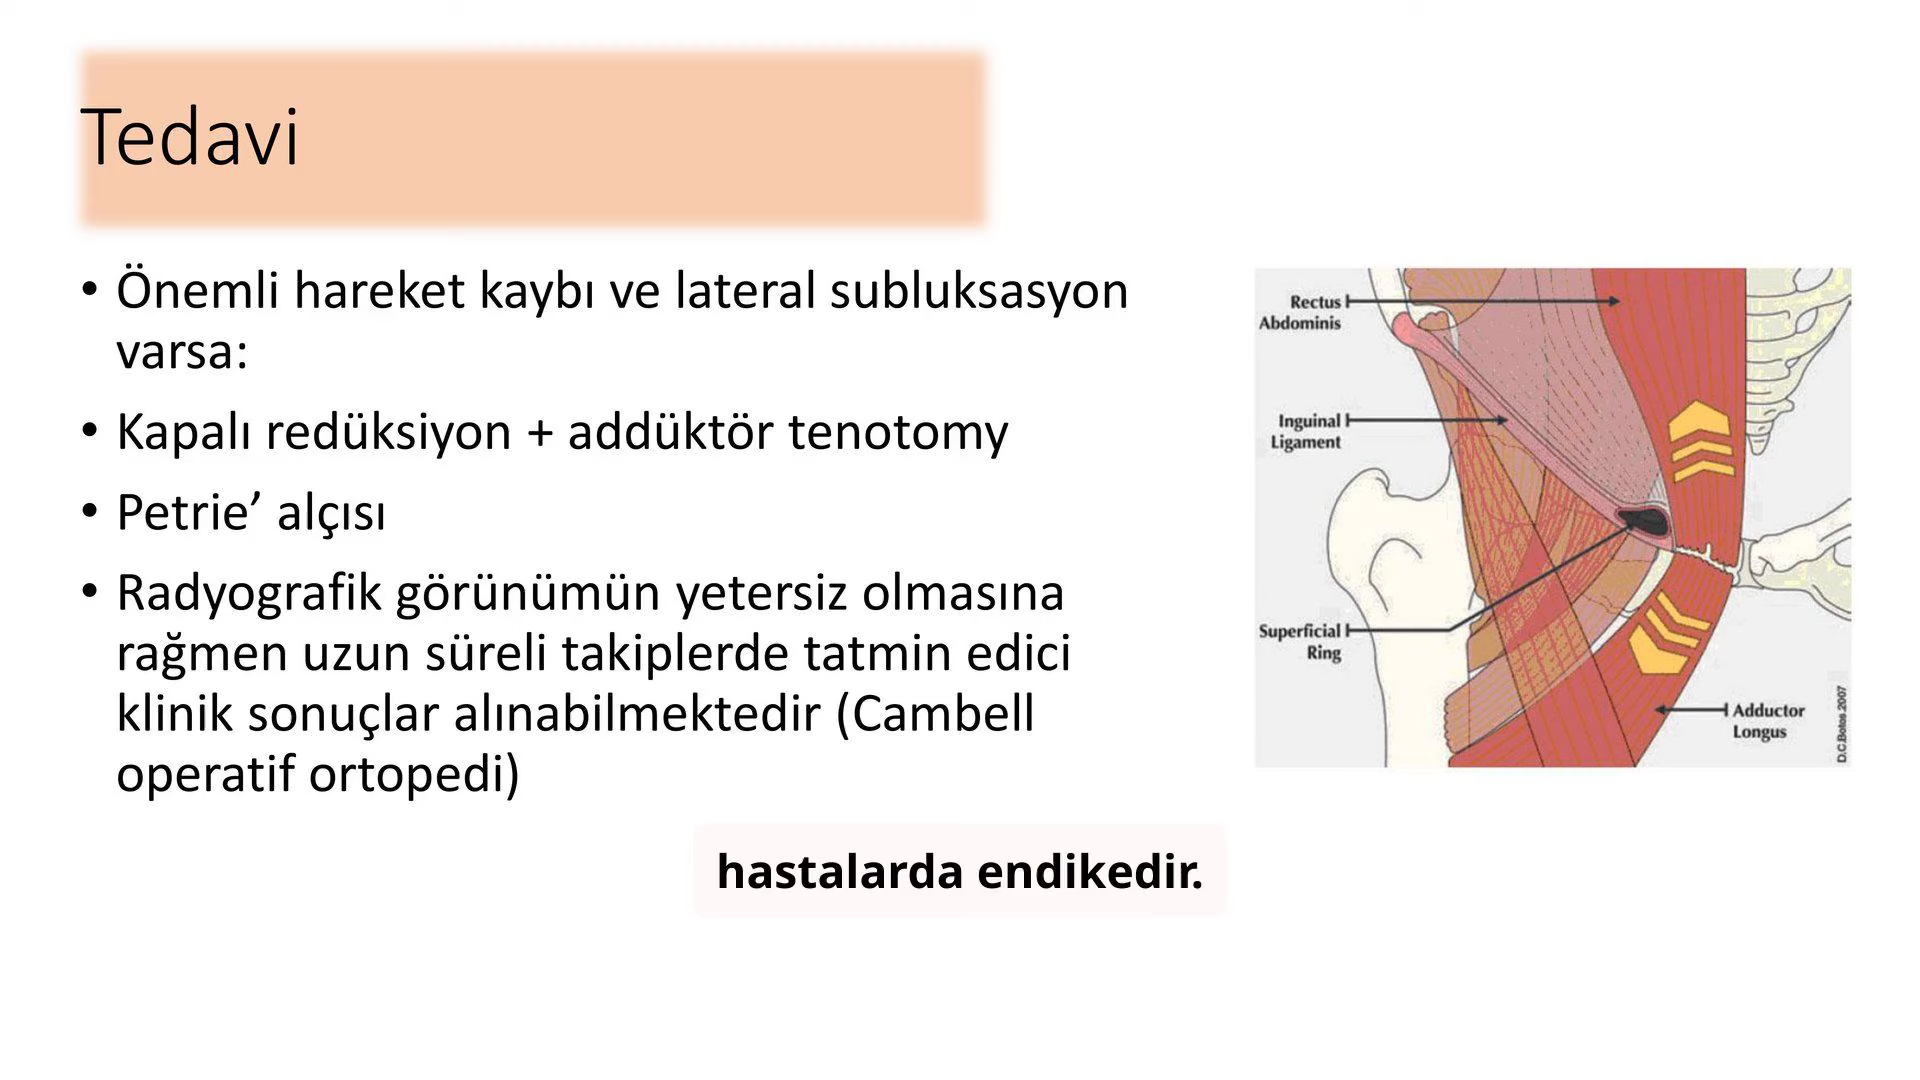 Tedavi
• Önemli hareket kaybı ve lateral subluksasyon
varsa:
• Kapalı redüksiyon + addüktör tenotomy
• Petrie’ alçısı
• Radyografik görünümün yetersiz olmasına
rağmen uzun süreli takiplerde tatmin edici
klinik sonuçlar alınabilmektedir (Cambell
operatif ortopedi)
Rectus
Abdominis
Inguinal
Ligament
Superficial
Ring
Adductor
Longus
D.C.Botos.2007
hastalarda endikedir.